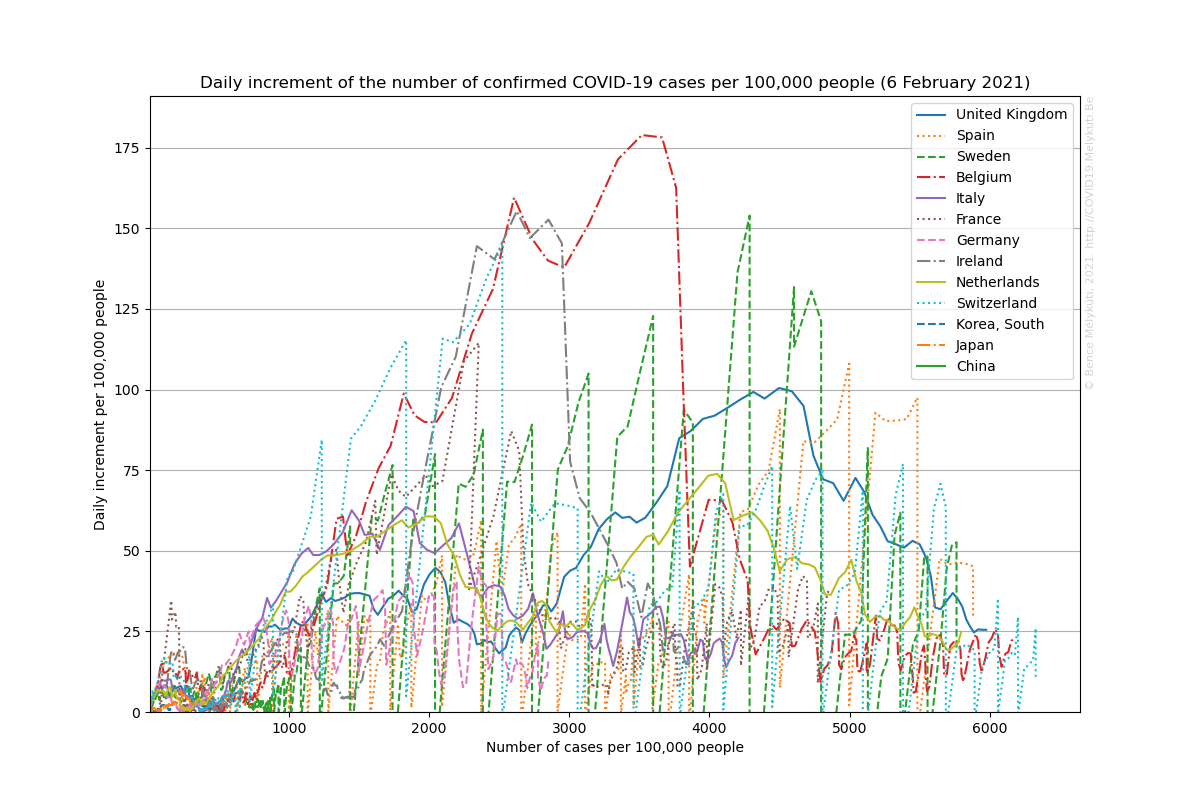 Daily increment of the number of confirmed COVID-19 cases per 100,000 people (6 February 2021)
Daily increment per 100,000 people
175
150
125
100
75
50
25
0
1000
2000
3000
4000
5000
6000
Number of cases per 100,000 people
United Kingdom
Spain
Sweden
Belgium
Italy
France
Germany
Ireland
Netherlands
Switzerland
Korea, South
Japan
China
© Bence Mélykúti, 2021 http://COVID19.Melykuti.Be